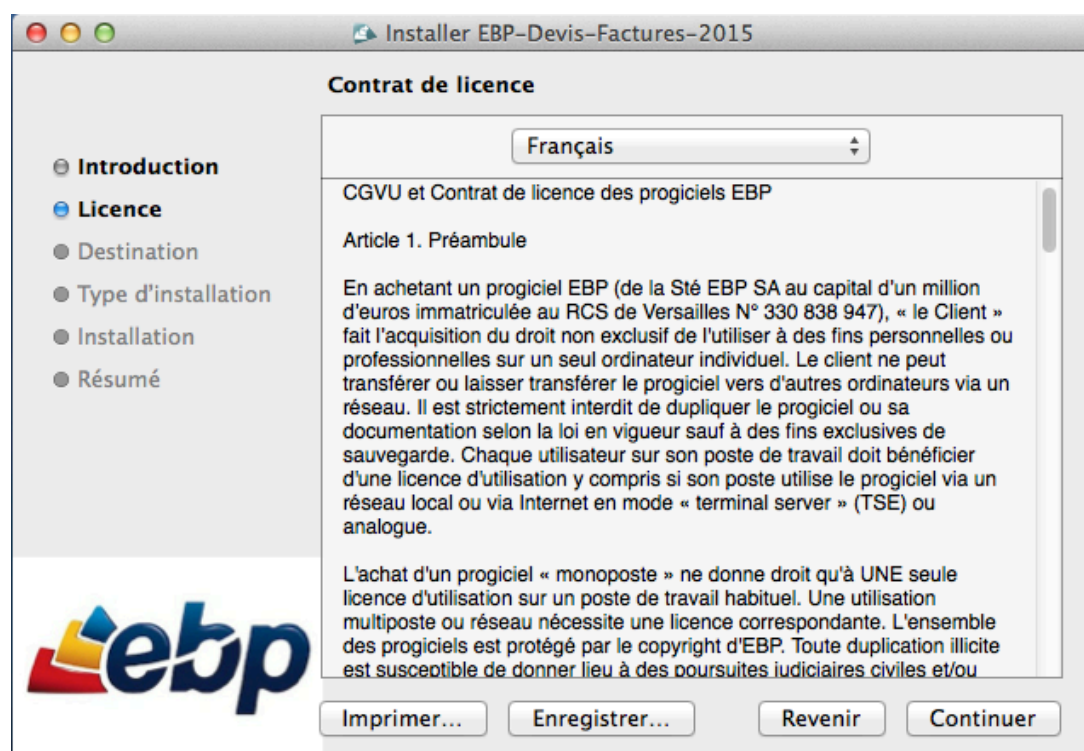 Installer EBP-Devis-Factures-2015
Contrat de licence
Introduction
Licence
Destination
Type d'installation
Installation
Résumé
Français
CGVU et Contrat de licence des progiciels EBP
Article 1. Préambule
En achetant un progiciel EBP (de la Sté EBP SA au capital d'un million
d'euros immatriculée au RCS de Versailles N° 330 838 947), « le Client »
fait l'acquisition du droit non exclusif de l'utiliser à des fins personnelles ou
professionnelles sur un seul ordinateur individuel. Le client ne peut
transférer ou laisser transférer le progiciel vers d'autres ordinateurs via un
réseau. Il est strictement interdit de dupliquer le progiciel ou sa
documentation selon la loi en vigueur sauf à des fins exclusives de
sauvegarde. Chaque utilisateur sur son poste de travail doit bénéficier
d'une licence d'utilisation y compris si son poste utilise le progiciel via un
réseau local ou via Internet en mode « terminal server » (TSE) ou
analogue.
L'achat d'un progiciel « monoposte » ne donne droit qu'à UNE seule
licence d'utilisation sur un poste de travail habituel. Une utilisation
multiposte ou réseau nécessite une licence correspondante. L'ensemble
des progiciels est protégé par le copyright d'EBP. Toute duplication illicite
est susceptible de donner lieu à des poursuites judiciaires civiles et/ou
ebp
Imprimer...
Enregistrer...
Revenir
Continuer